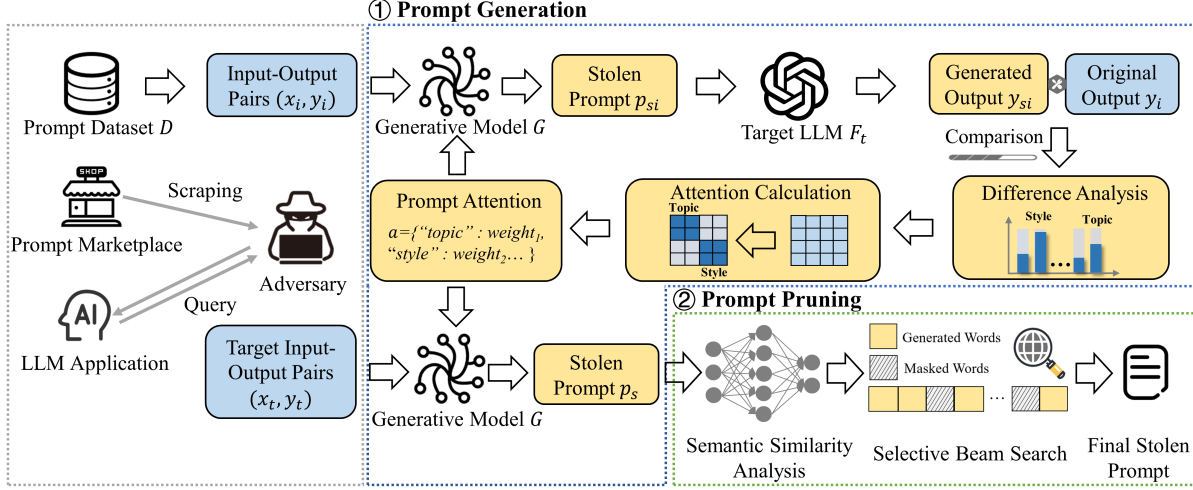 ① Prompt Generation
Prompt Dataset D
Input-Output
Pairs (x_i, y_i)
Generative Model G
Stolen
Prompt p_si
Target LLM F_t
Generated
Output y_si
Original
Output y_i
Comparison
SHOP
Prompt Marketplace
Scraping
Adversary
Query
AI
LLM Application
Prompt Attention
a={“topic” : weight₁,
“style” : weight₂… }
Attention Calculation
Topic
Style
Difference Analysis
Style
Topic
...
Target Input-
Output Pairs
(x_t, y_t)
Generative Model G
Stolen
Prompt p_s
② Prompt Pruning
Semantic Similarity
Analysis
Generated Words
Masked Words
...
Selective Beam Search
Final Stolen
Prompt